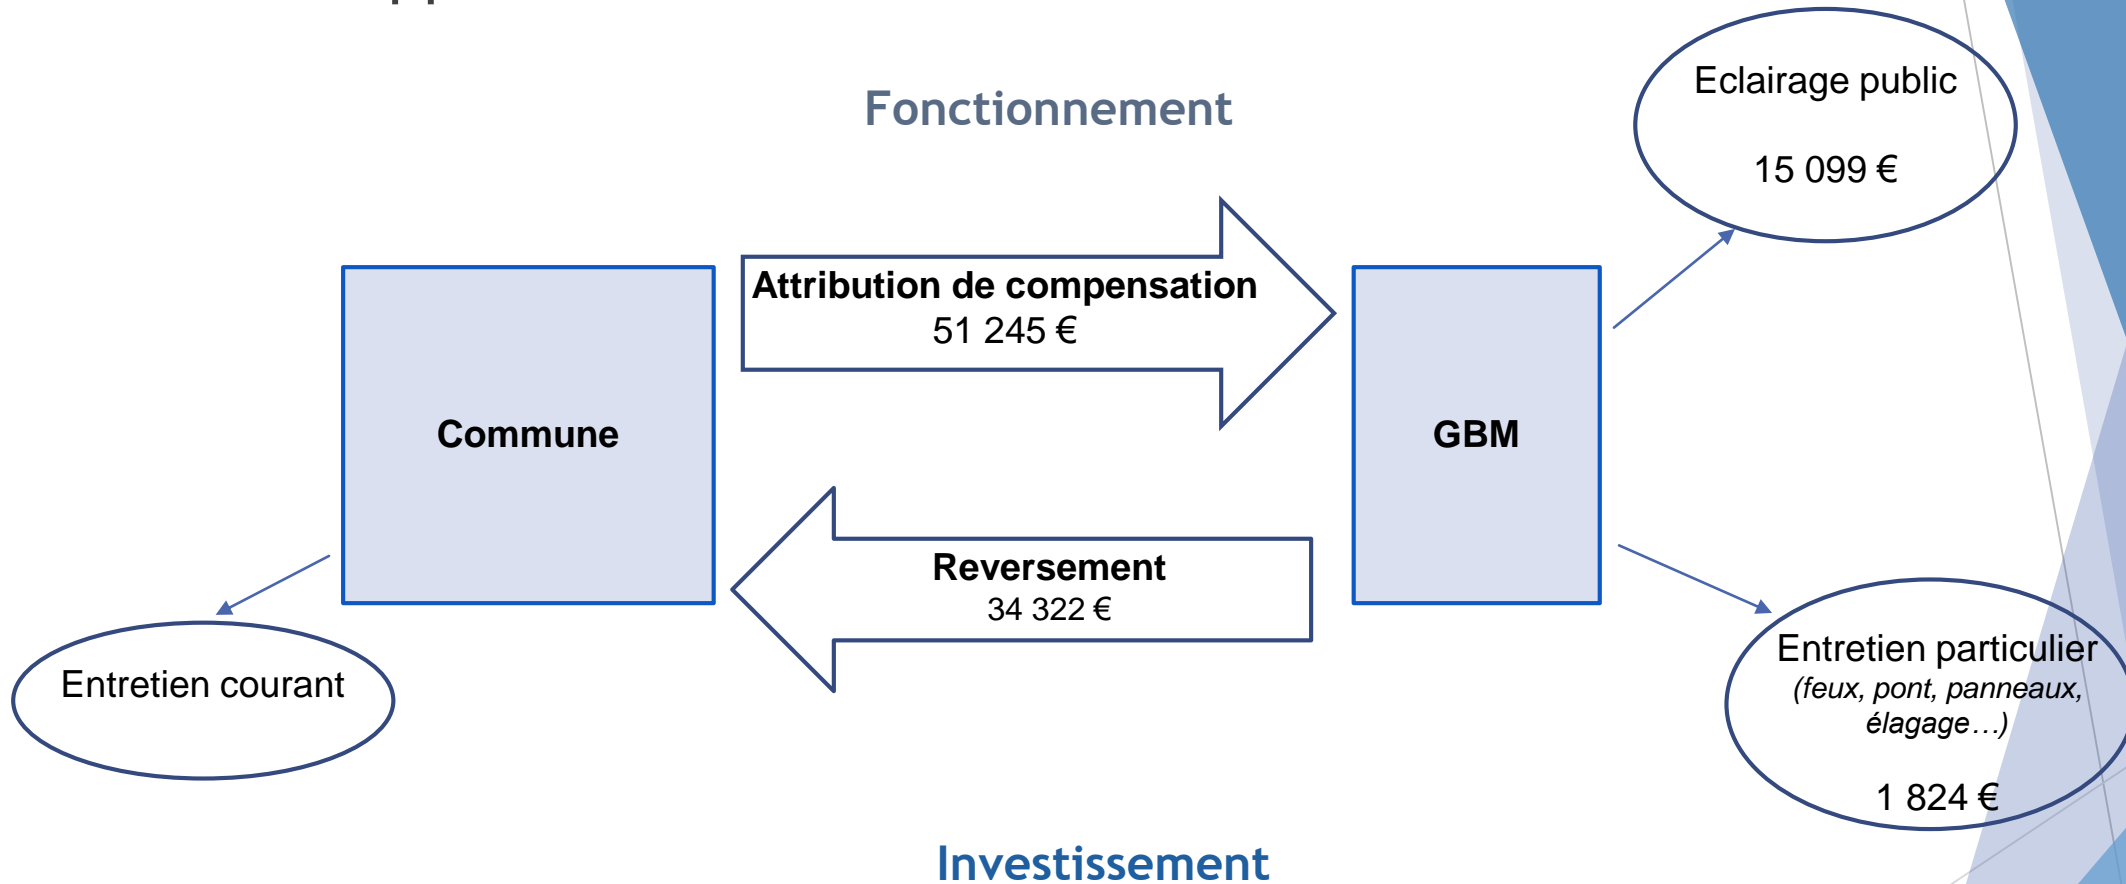 Fonctionnement
Eclairage public
15 099 €
Attribution de compensation
51 245 €
Commune
GBM
Reversement
34 322 €
Entretien courant
Entretien particulier
(feux, pont, panneaux,
élagage…)
1 824 €
Investissement